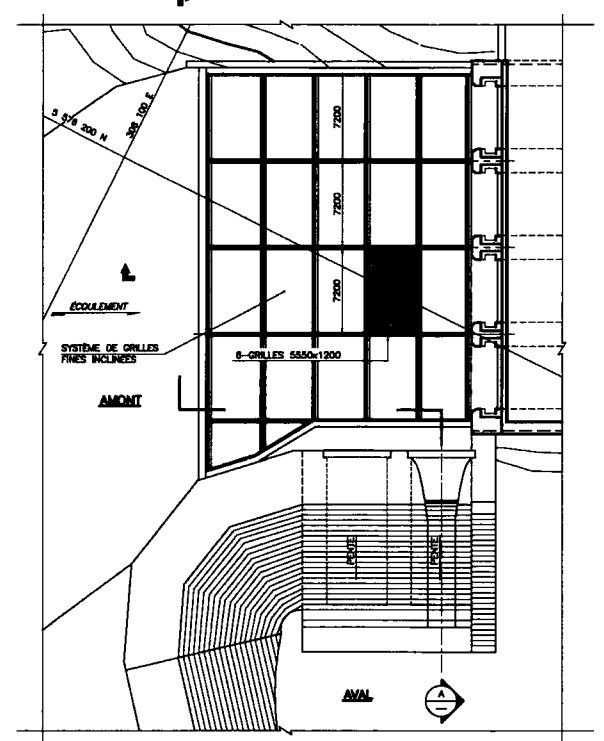 7200
308 100 E
5 578 200 N
7200
7200
ÉCOULEMENT
SYSTÈME DE GRILLES
FINES INCLINÉES
6-GRILLES 5550x1200
AMONT
PENTE
PENTE
AVAL
A